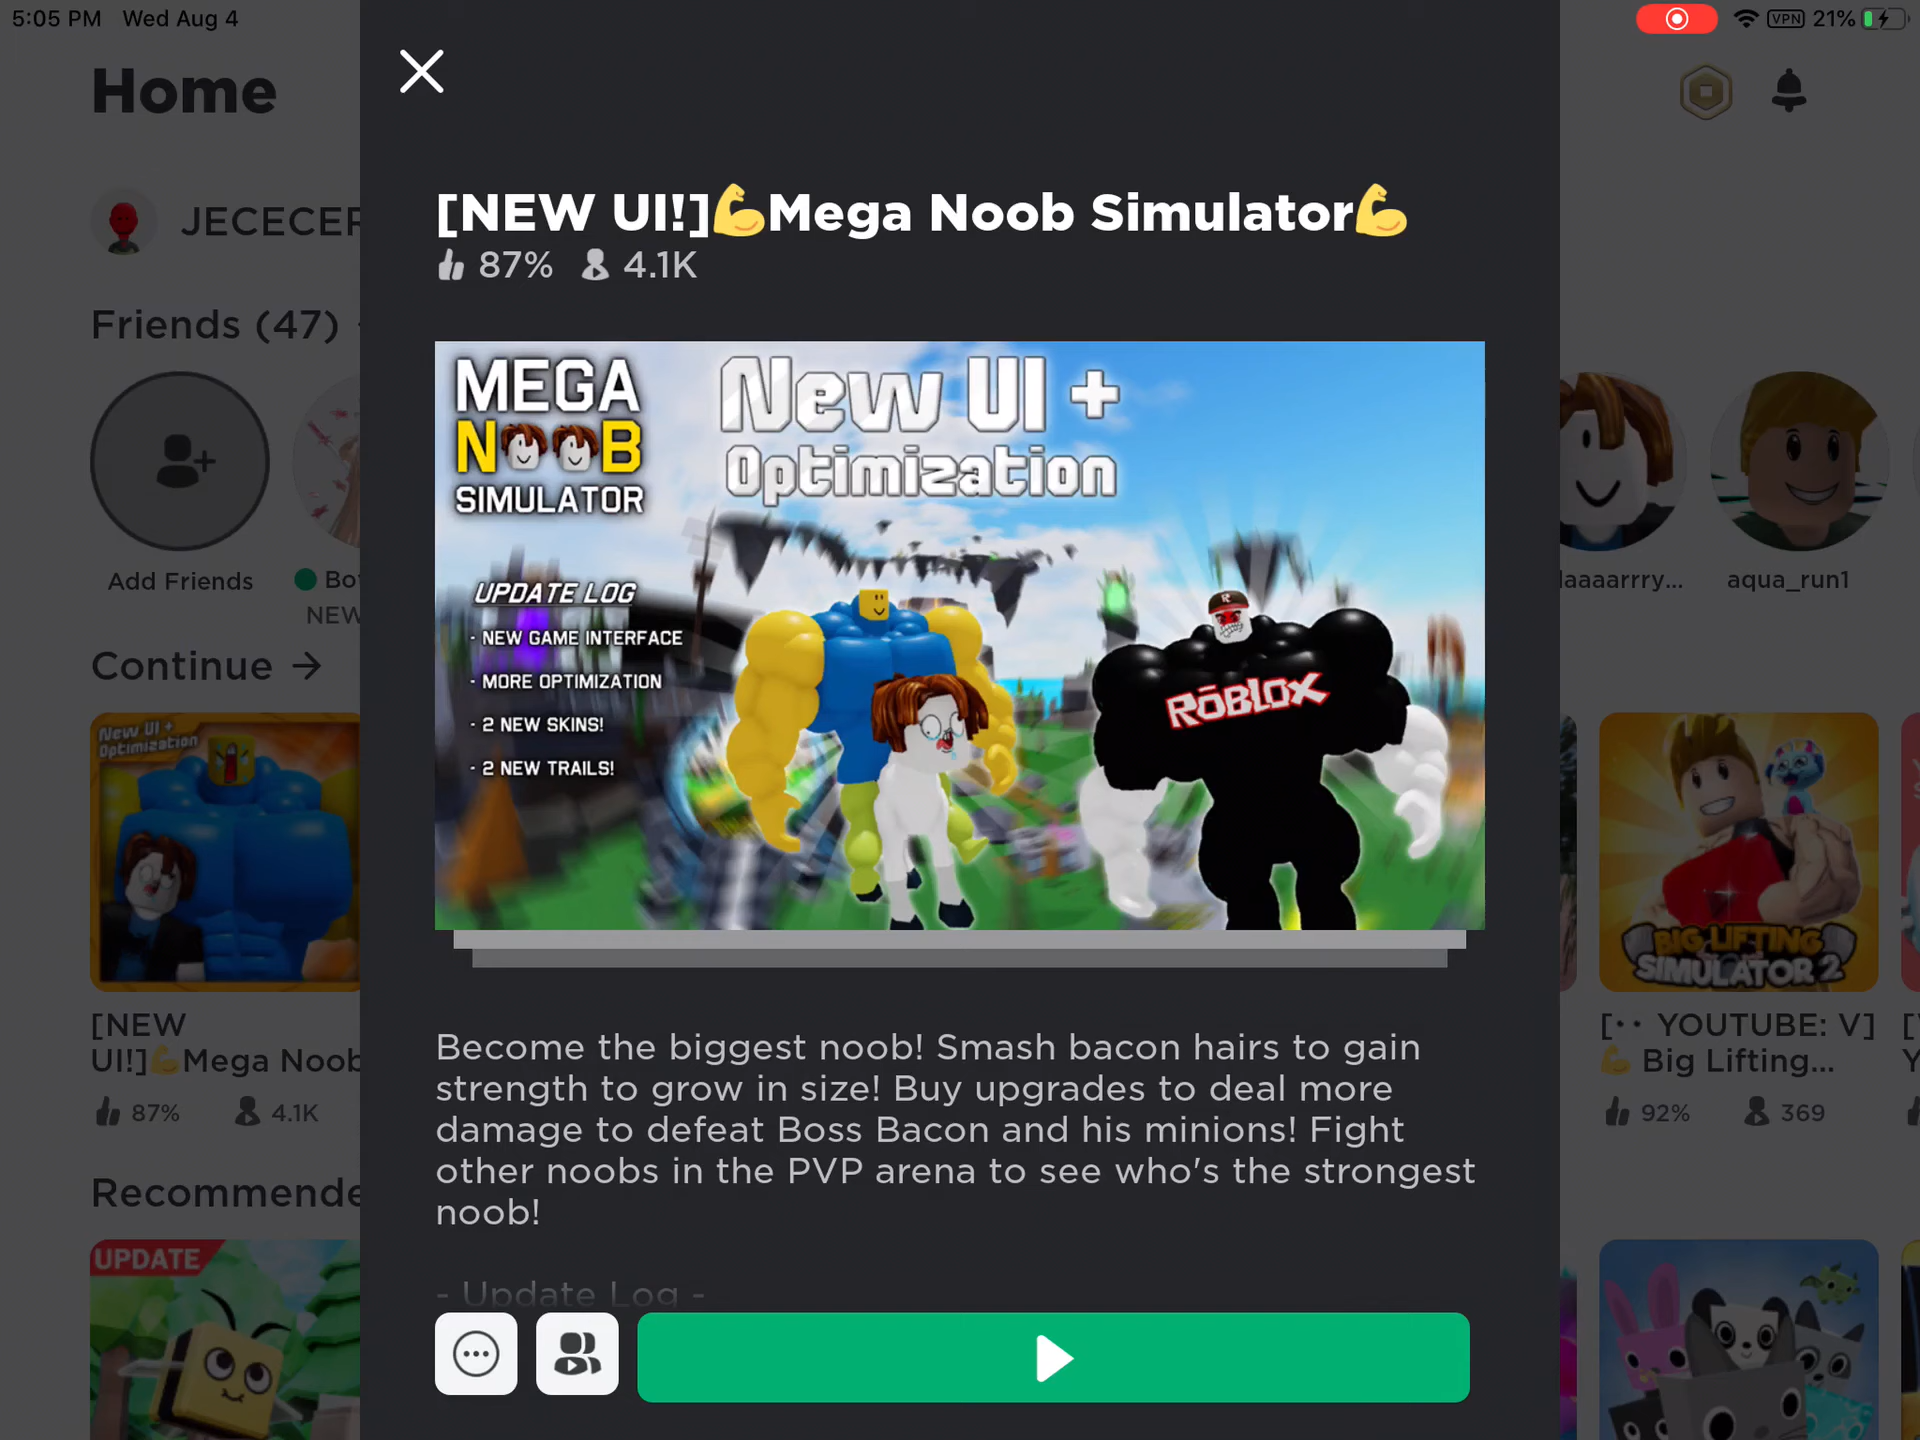 5:05 PM Wed Aug 4
VPN 21%
Home
JECECER
Friends (47)
Add Friends
NEW
laaaarrry...
aqua_run1
Continue →
New UI +
Optimization
[NEW
UI!]💪Mega Noob
87% 4.1K
Recommende
UPDATE
[NEW UI!]💪Mega Noob Simulator💪
87% 4.1K
MEGA
NOOB
SIMULATOR
New UI +
Optimization
UPDATE LOG
- NEW GAME INTERFACE
- MORE OPTIMIZATION
- 2 NEW SKINS!
- 2 NEW TRAILS!
R
ROBLOX
Become the biggest noob! Smash bacon hairs to gain
strength to grow in size! Buy upgrades to deal more
damage to defeat Boss Bacon and his minions! Fight
other noobs in the PVP arena to see who's the strongest
noob!
- Update Log -
BIG LIFTING
SIMULATOR 2
[•• YOUTUBE: V]
💪 Big Lifting...
92% 369